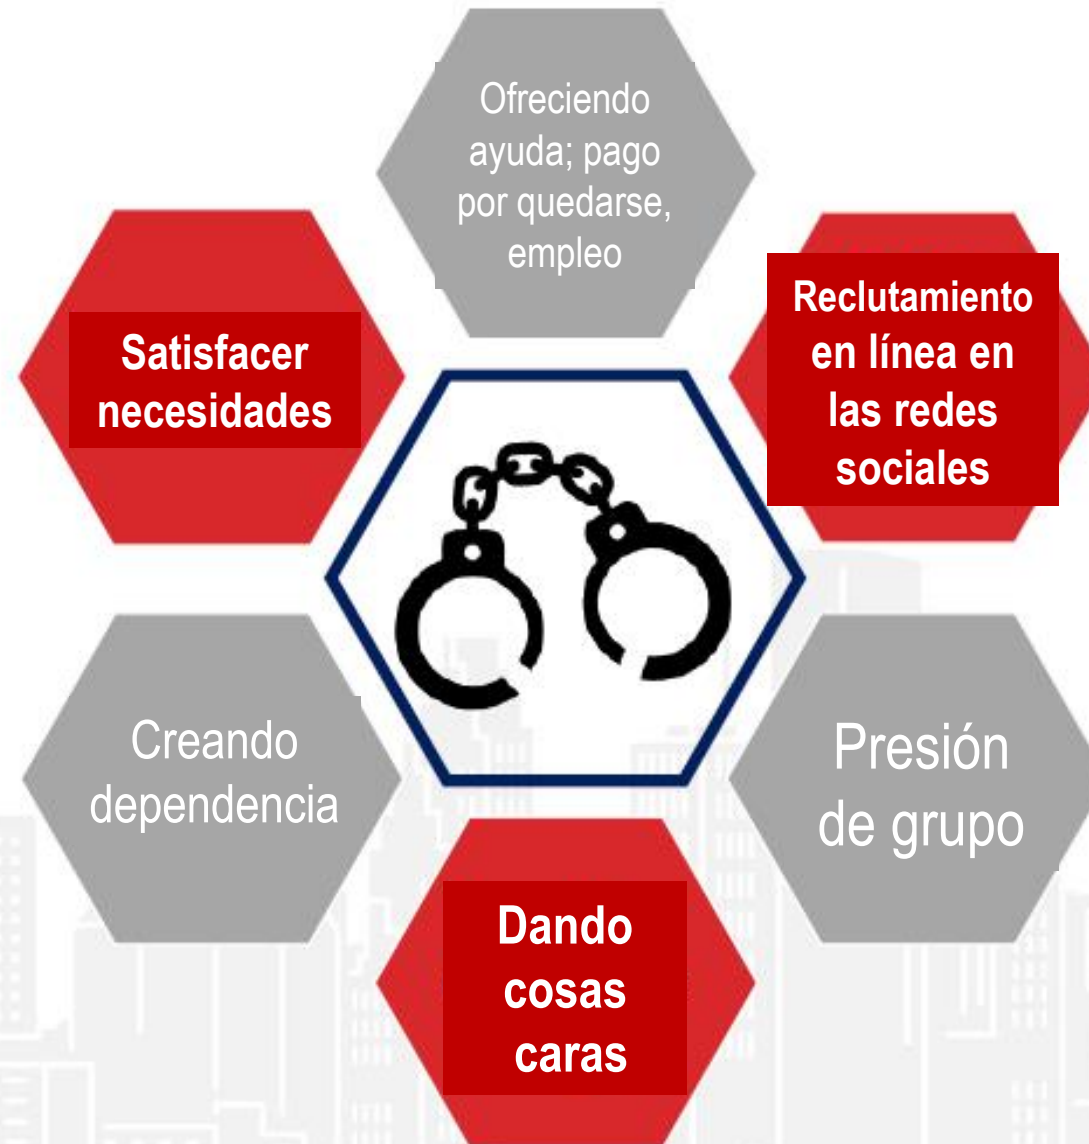 Ofreciendo
ayuda; pago
por quedarse,
empleo
Satisfacer
necesidades
Reclutamiento
en línea en
las redes
sociales
Creando
dependencia
Presión
de grupo
Dando
cosas
caras